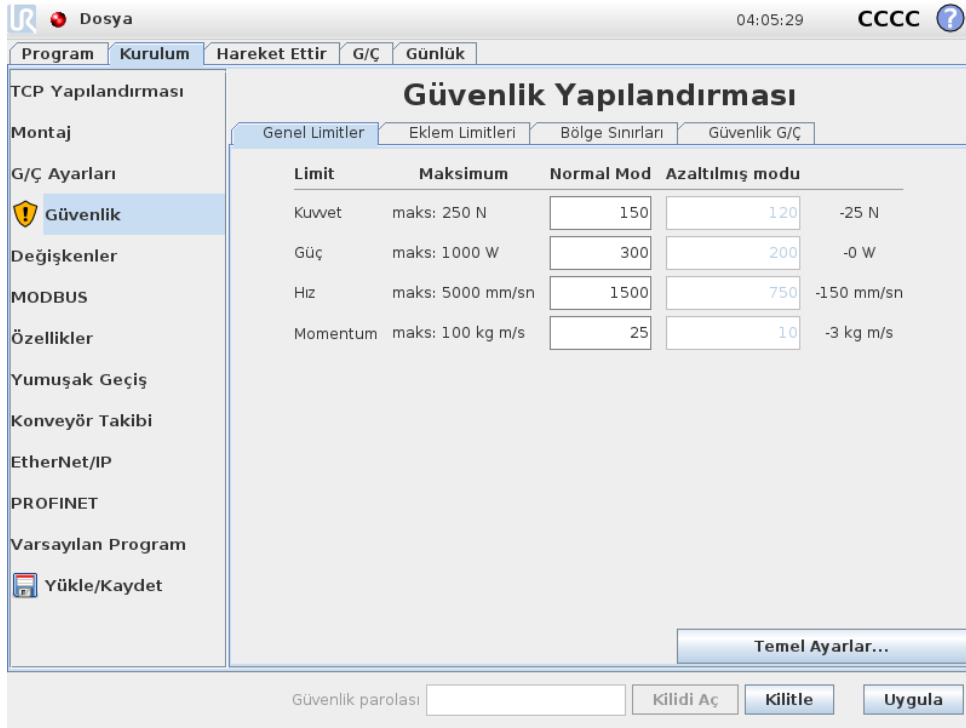 UR Dosya 04:05:29 CCCC ?
Program Kurulum Hareket Ettir G/Ç Günlük
TCP Yapılandırması
Montaj
G/Ç Ayarları
Güvenlik
Değişkenler
MODBUS
Özellikler
Yumuşak Geçiş
Konveyör Takibi
EtherNet/IP
PROFINET
Varsayılan Program
Yükle/Kaydet
Güvenlik Yapılandırması
Genel Limitler Eklem Limitleri Bölge Sınırları Güvenlik G/Ç
Limit Maksimum Normal Mod Azaltılmış modu
Kuvvet maks: 250 N 150 120 -25 N
Güç maks: 1000 W 300 200 -0 W
Hız maks: 5000 mm/sn 1500 750 -150 mm/sn
Momentum maks: 100 kg m/s 25 10 -3 kg m/s
Temel Ayarlar...
Güvenlik parolası Kilidi Aç Kilitle Uygula